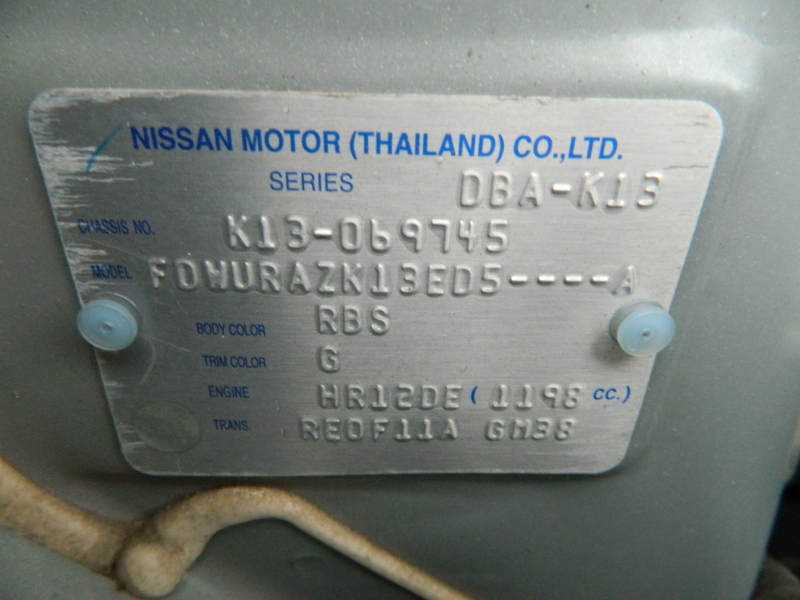 NISSAN MOTOR (THAILAND) CO.,LTD.
SERIES DBA-K13
CHASSIS NO. K13-069745
MODEL FDWURAZK13ED5----A
BODY COLOR RBS
TRIM COLOR G
ENGINE HR12DE ( 1198 CC.)
TRANS. RE0F11A GM38